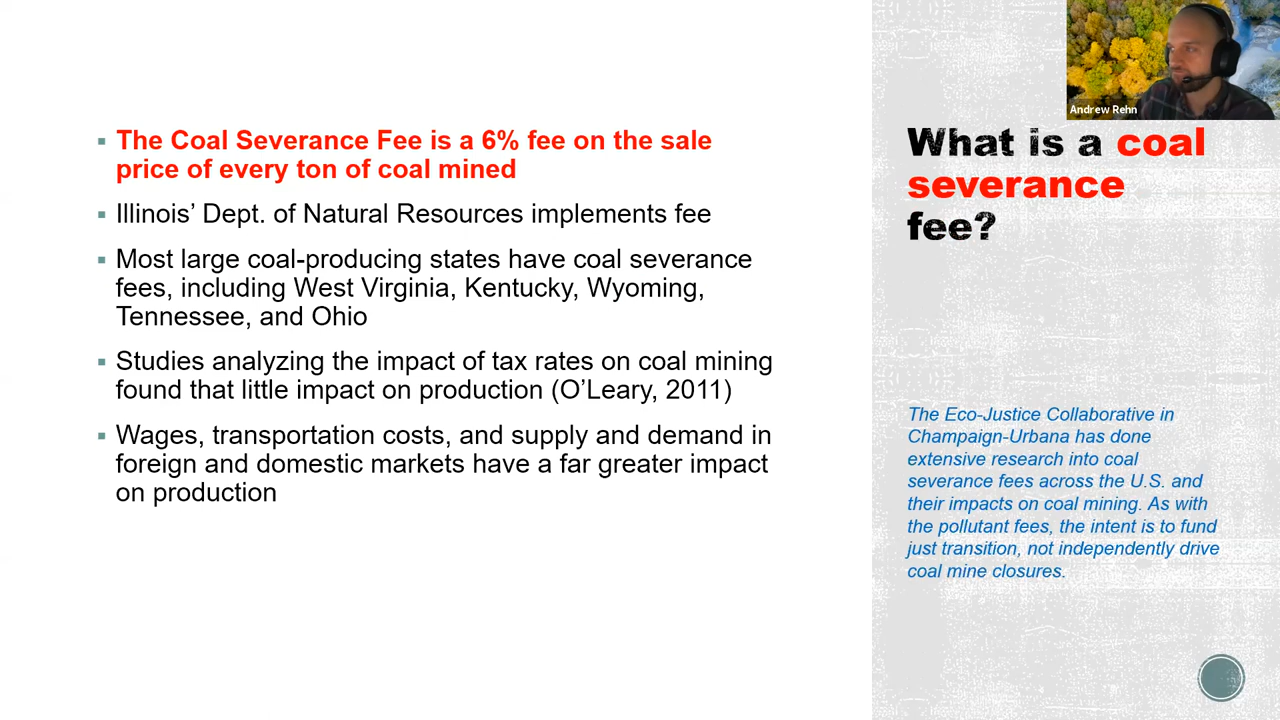 The Coal Severance Fee is a 6% fee on the sale
price of every ton of coal mined
Illinois’ Dept. of Natural Resources implements fee
Most large coal-producing states have coal severance
fees, including West Virginia, Kentucky, Wyoming,
Tennessee, and Ohio
Studies analyzing the impact of tax rates on coal mining
found that little impact on production (O’Leary, 2011)
Wages, transportation costs, and supply and demand in
foreign and domestic markets have a far greater impact
on production
Andrew Rehn
What is a coal
severance
fee?
The Eco-Justice Collaborative in
Champaign-Urbana has done
extensive research into coal
severance fees across the U.S. and
their impacts on coal mining. As with
the pollutant fees, the intent is to fund
just transition, not independently drive
coal mine closures.